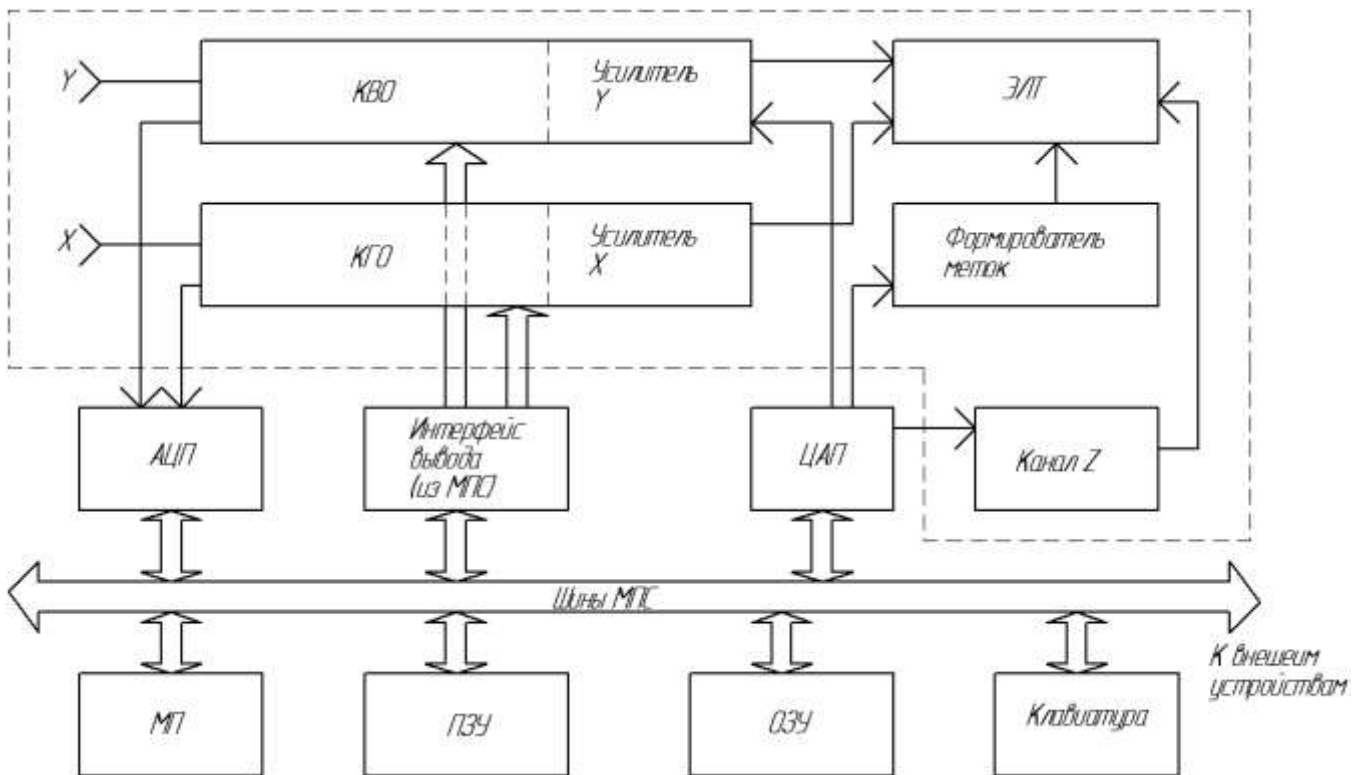 Y
КВО
Усилитель
Y
ЭЛТ
X
КГО
Усилитель
X
Формирователь
меток
АЦП
Интерфейс
вывода
(из МПС)
ЦАП
Канал Z
Шины МПС
К внешеим
устройствам
МП
ПЗУ
ОЗУ
Клавиатура